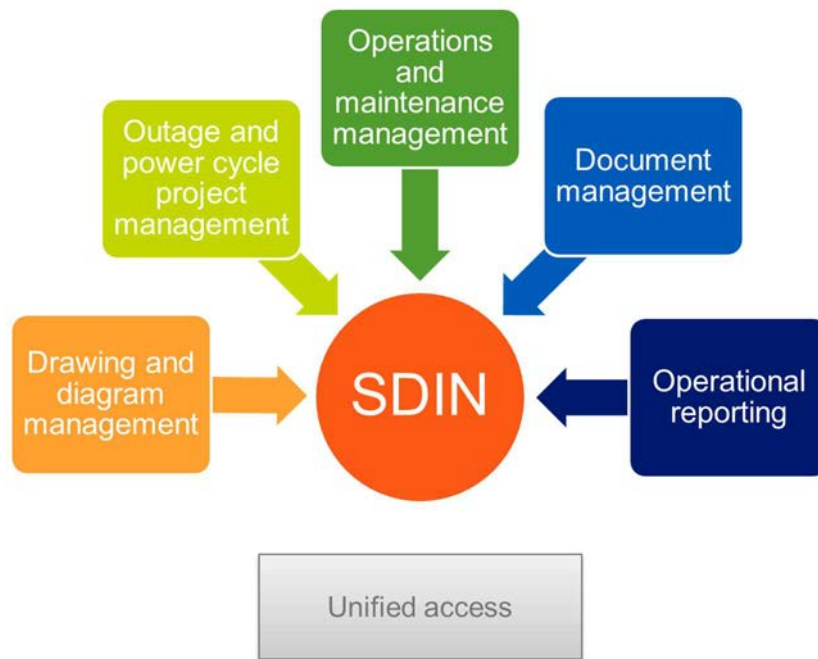 Operations
and
maintenance
management
Outage and
power cycle
project
management
Document
management
Drawing and
diagram
management
SDIN
Operational
reporting
Unified access